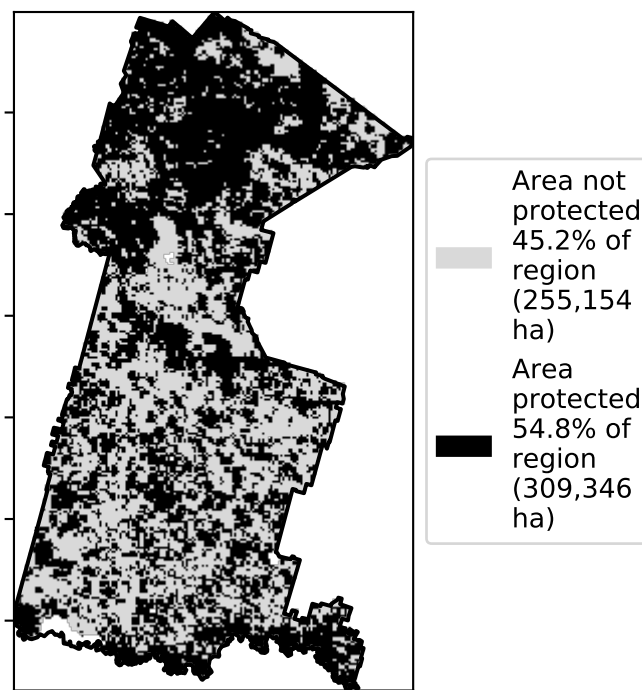 Area not
protected
45.2% of
region
(255,154
ha)
Area
protected
54.8% of
region
(309,346
ha)